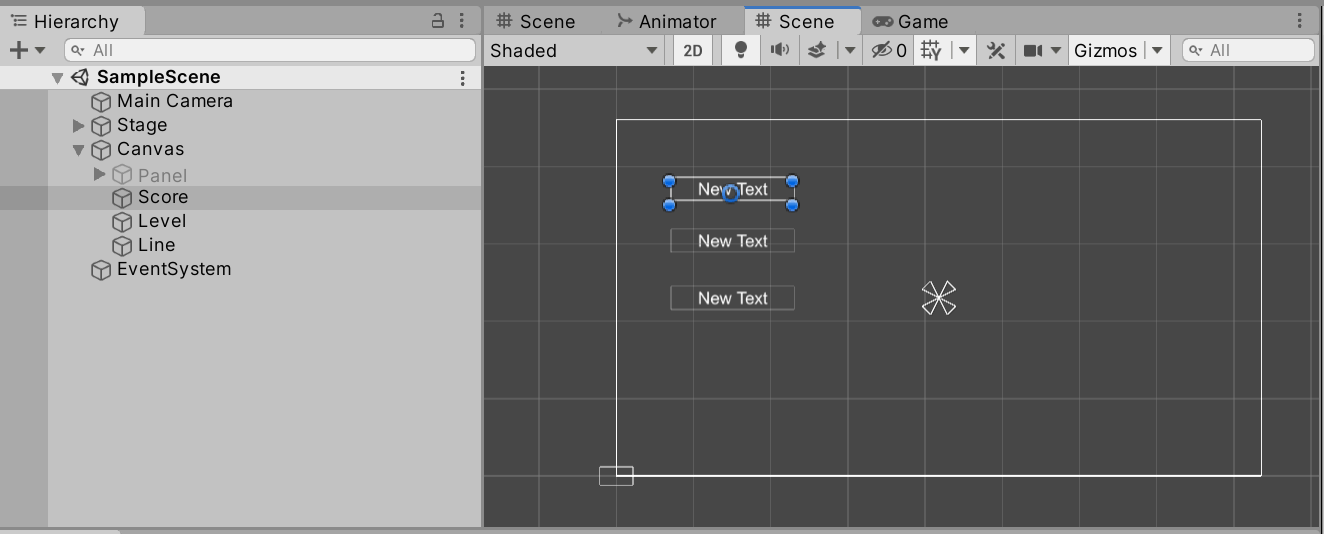 Hierarchy
All
SampleScene
Main Camera
Stage
Canvas
Panel
Score
Level
Line
EventSystem
Scene Animator Scene Game
Shaded 2D 0 Gizmos All
New Text
New Text
New Text